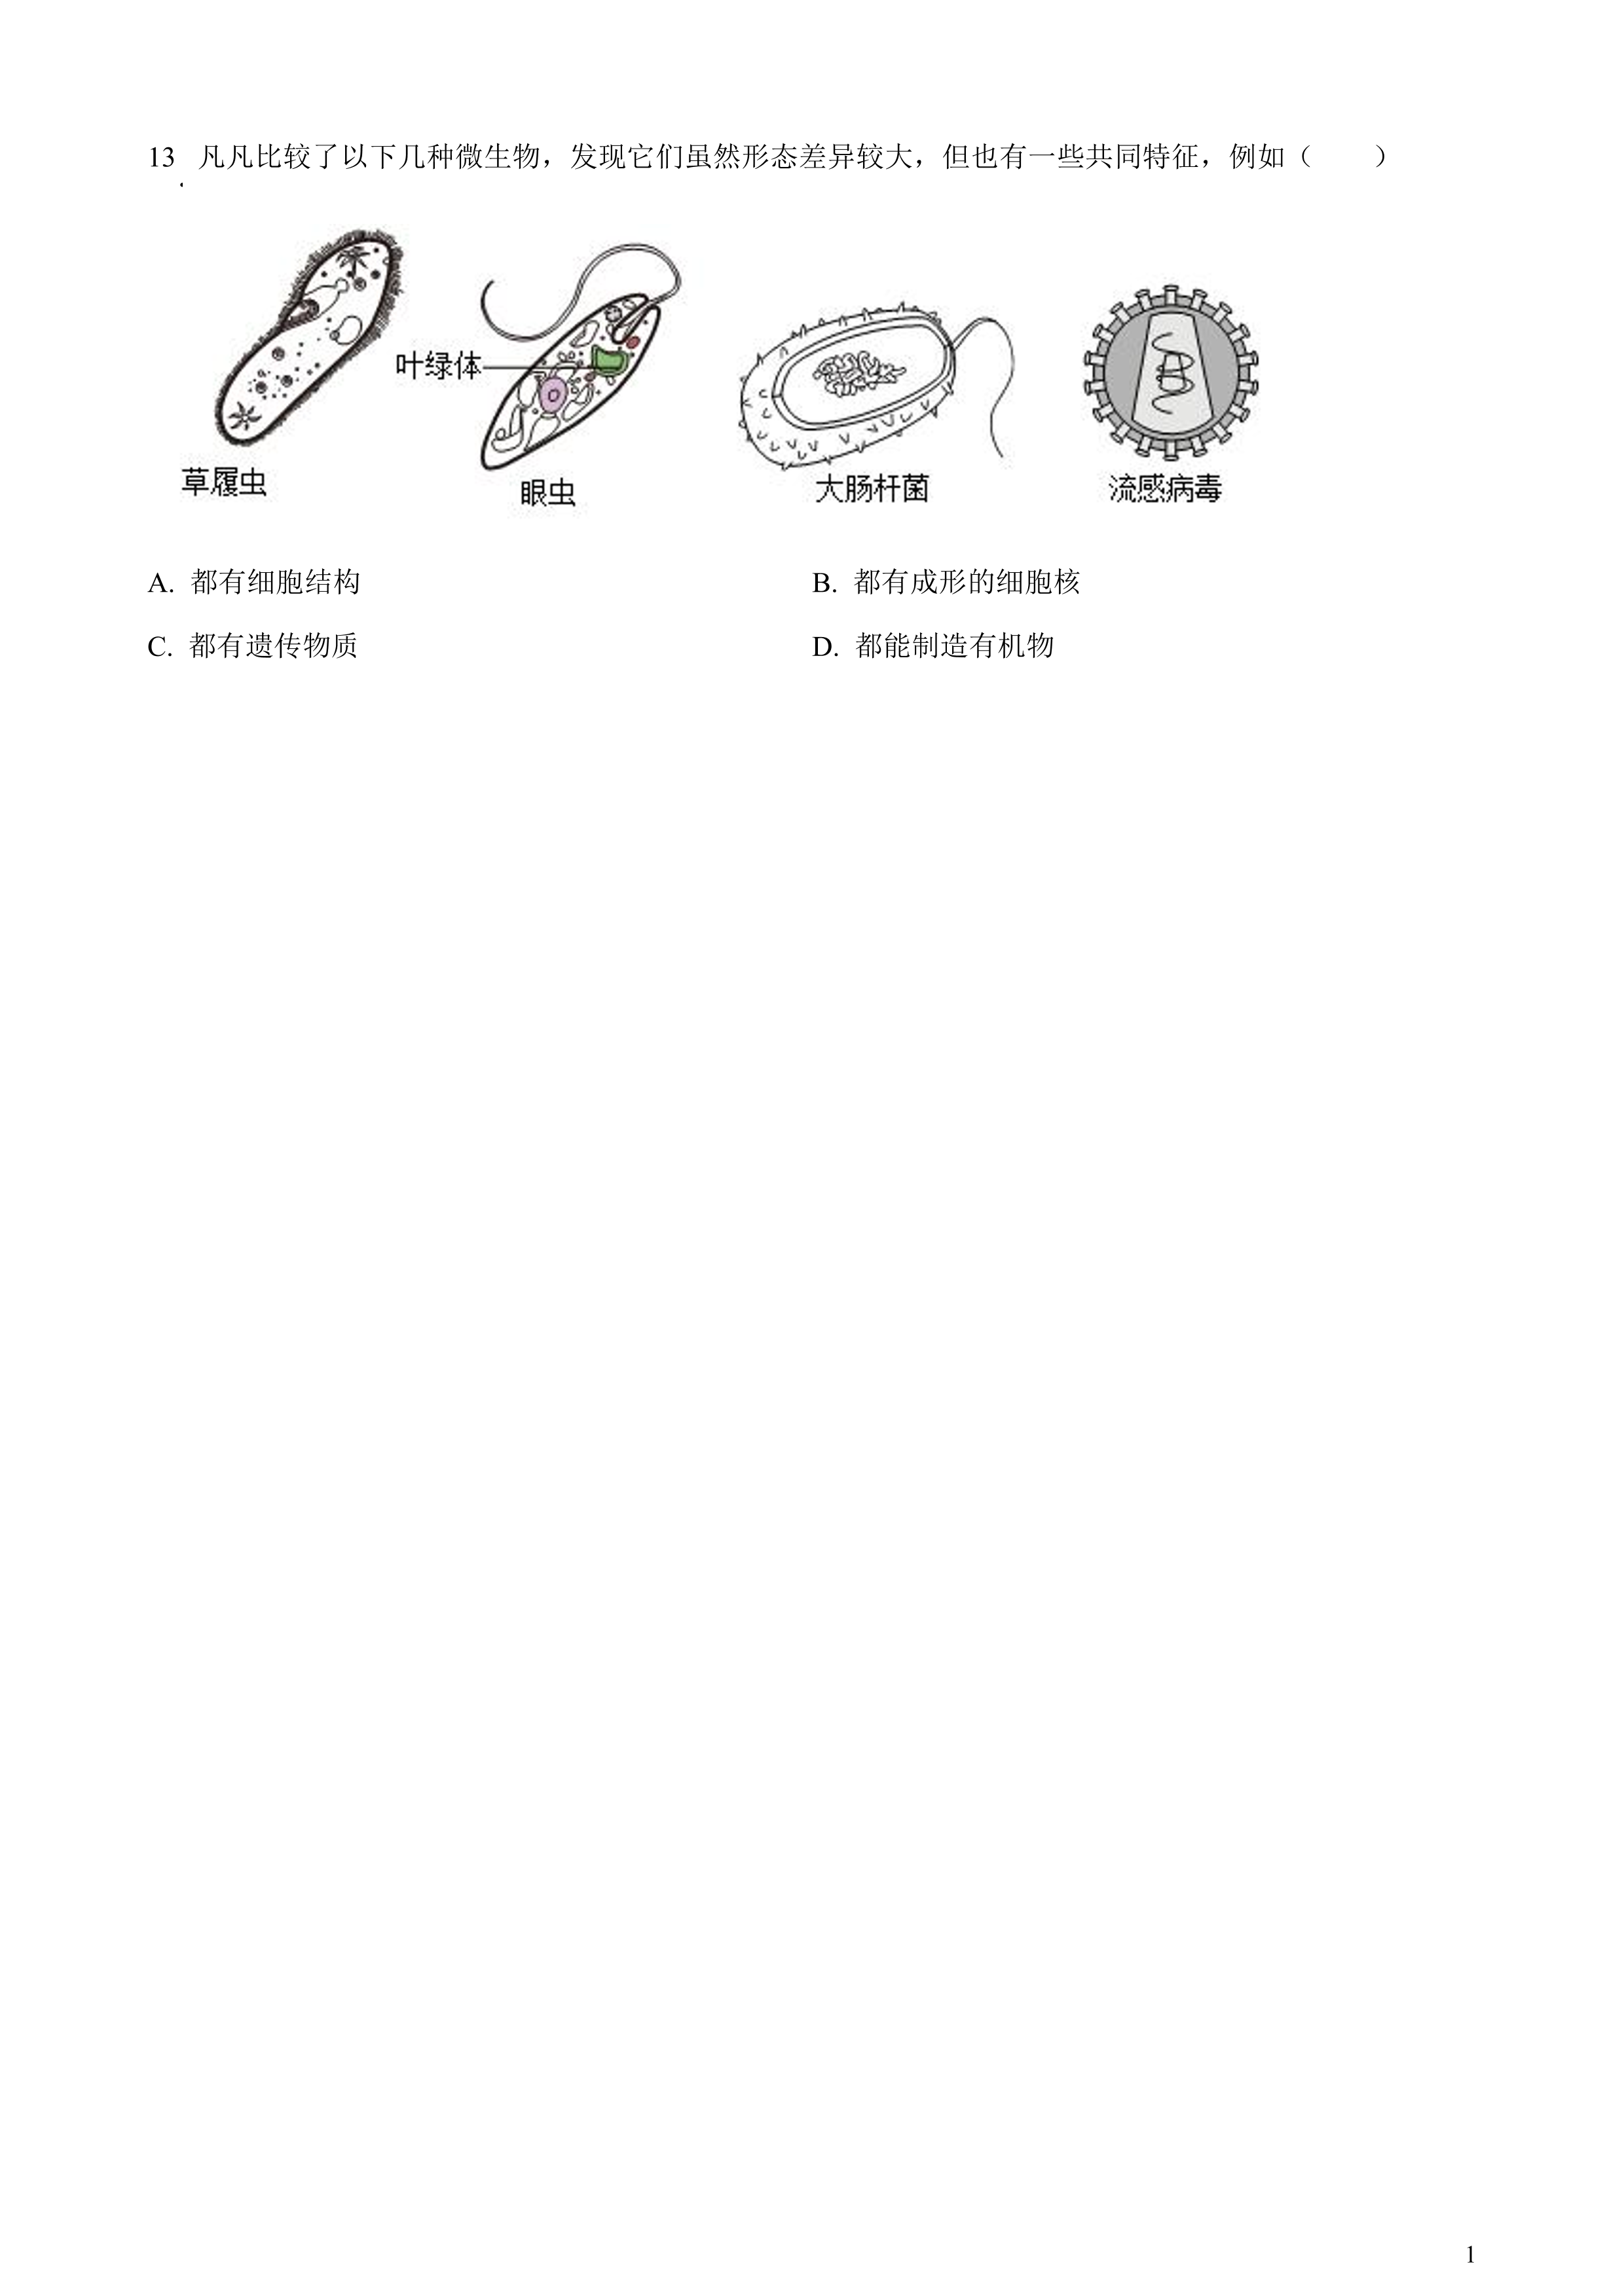 13. 凡凡比较了以下几种微生物，发现它们虽然形态差异较大，但也有一些共同特征，例如（　　）
叶绿体
草履虫 眼虫 大肠杆菌 流感病毒
A. 都有细胞结构 B. 都有成形的细胞核
C. 都有遗传物质 D. 都能制造有机物
1